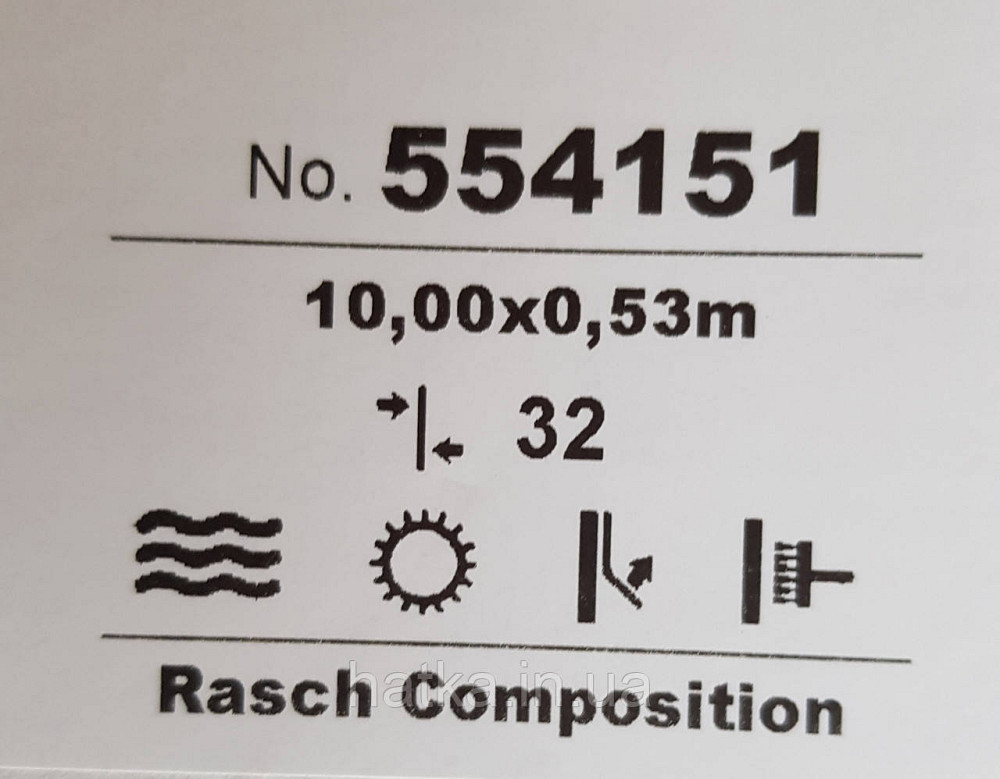 No. 554151
10,00x0,53m
32
hatka.in.ua
Rasch Composition